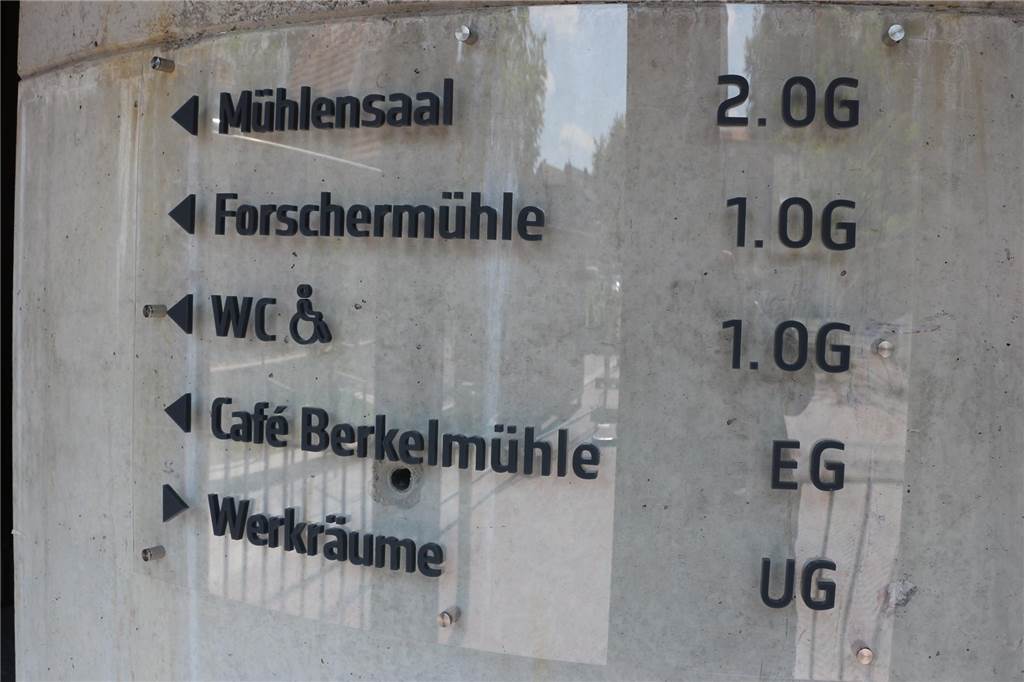 Mühlensaal 2. OG
Forschermühle 1. OG
WC 1. OG
Café Berkelmühle EG
Werkräume UG